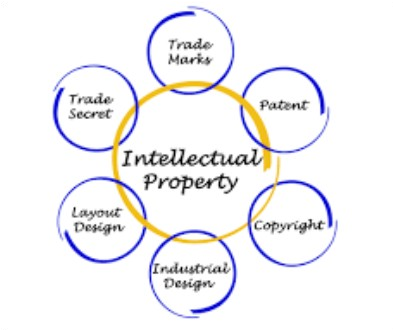 Trade
Marks
Trade
Secret
Patent
Intellectual
Property
Layout
Design
Copyright
Industrial
Design